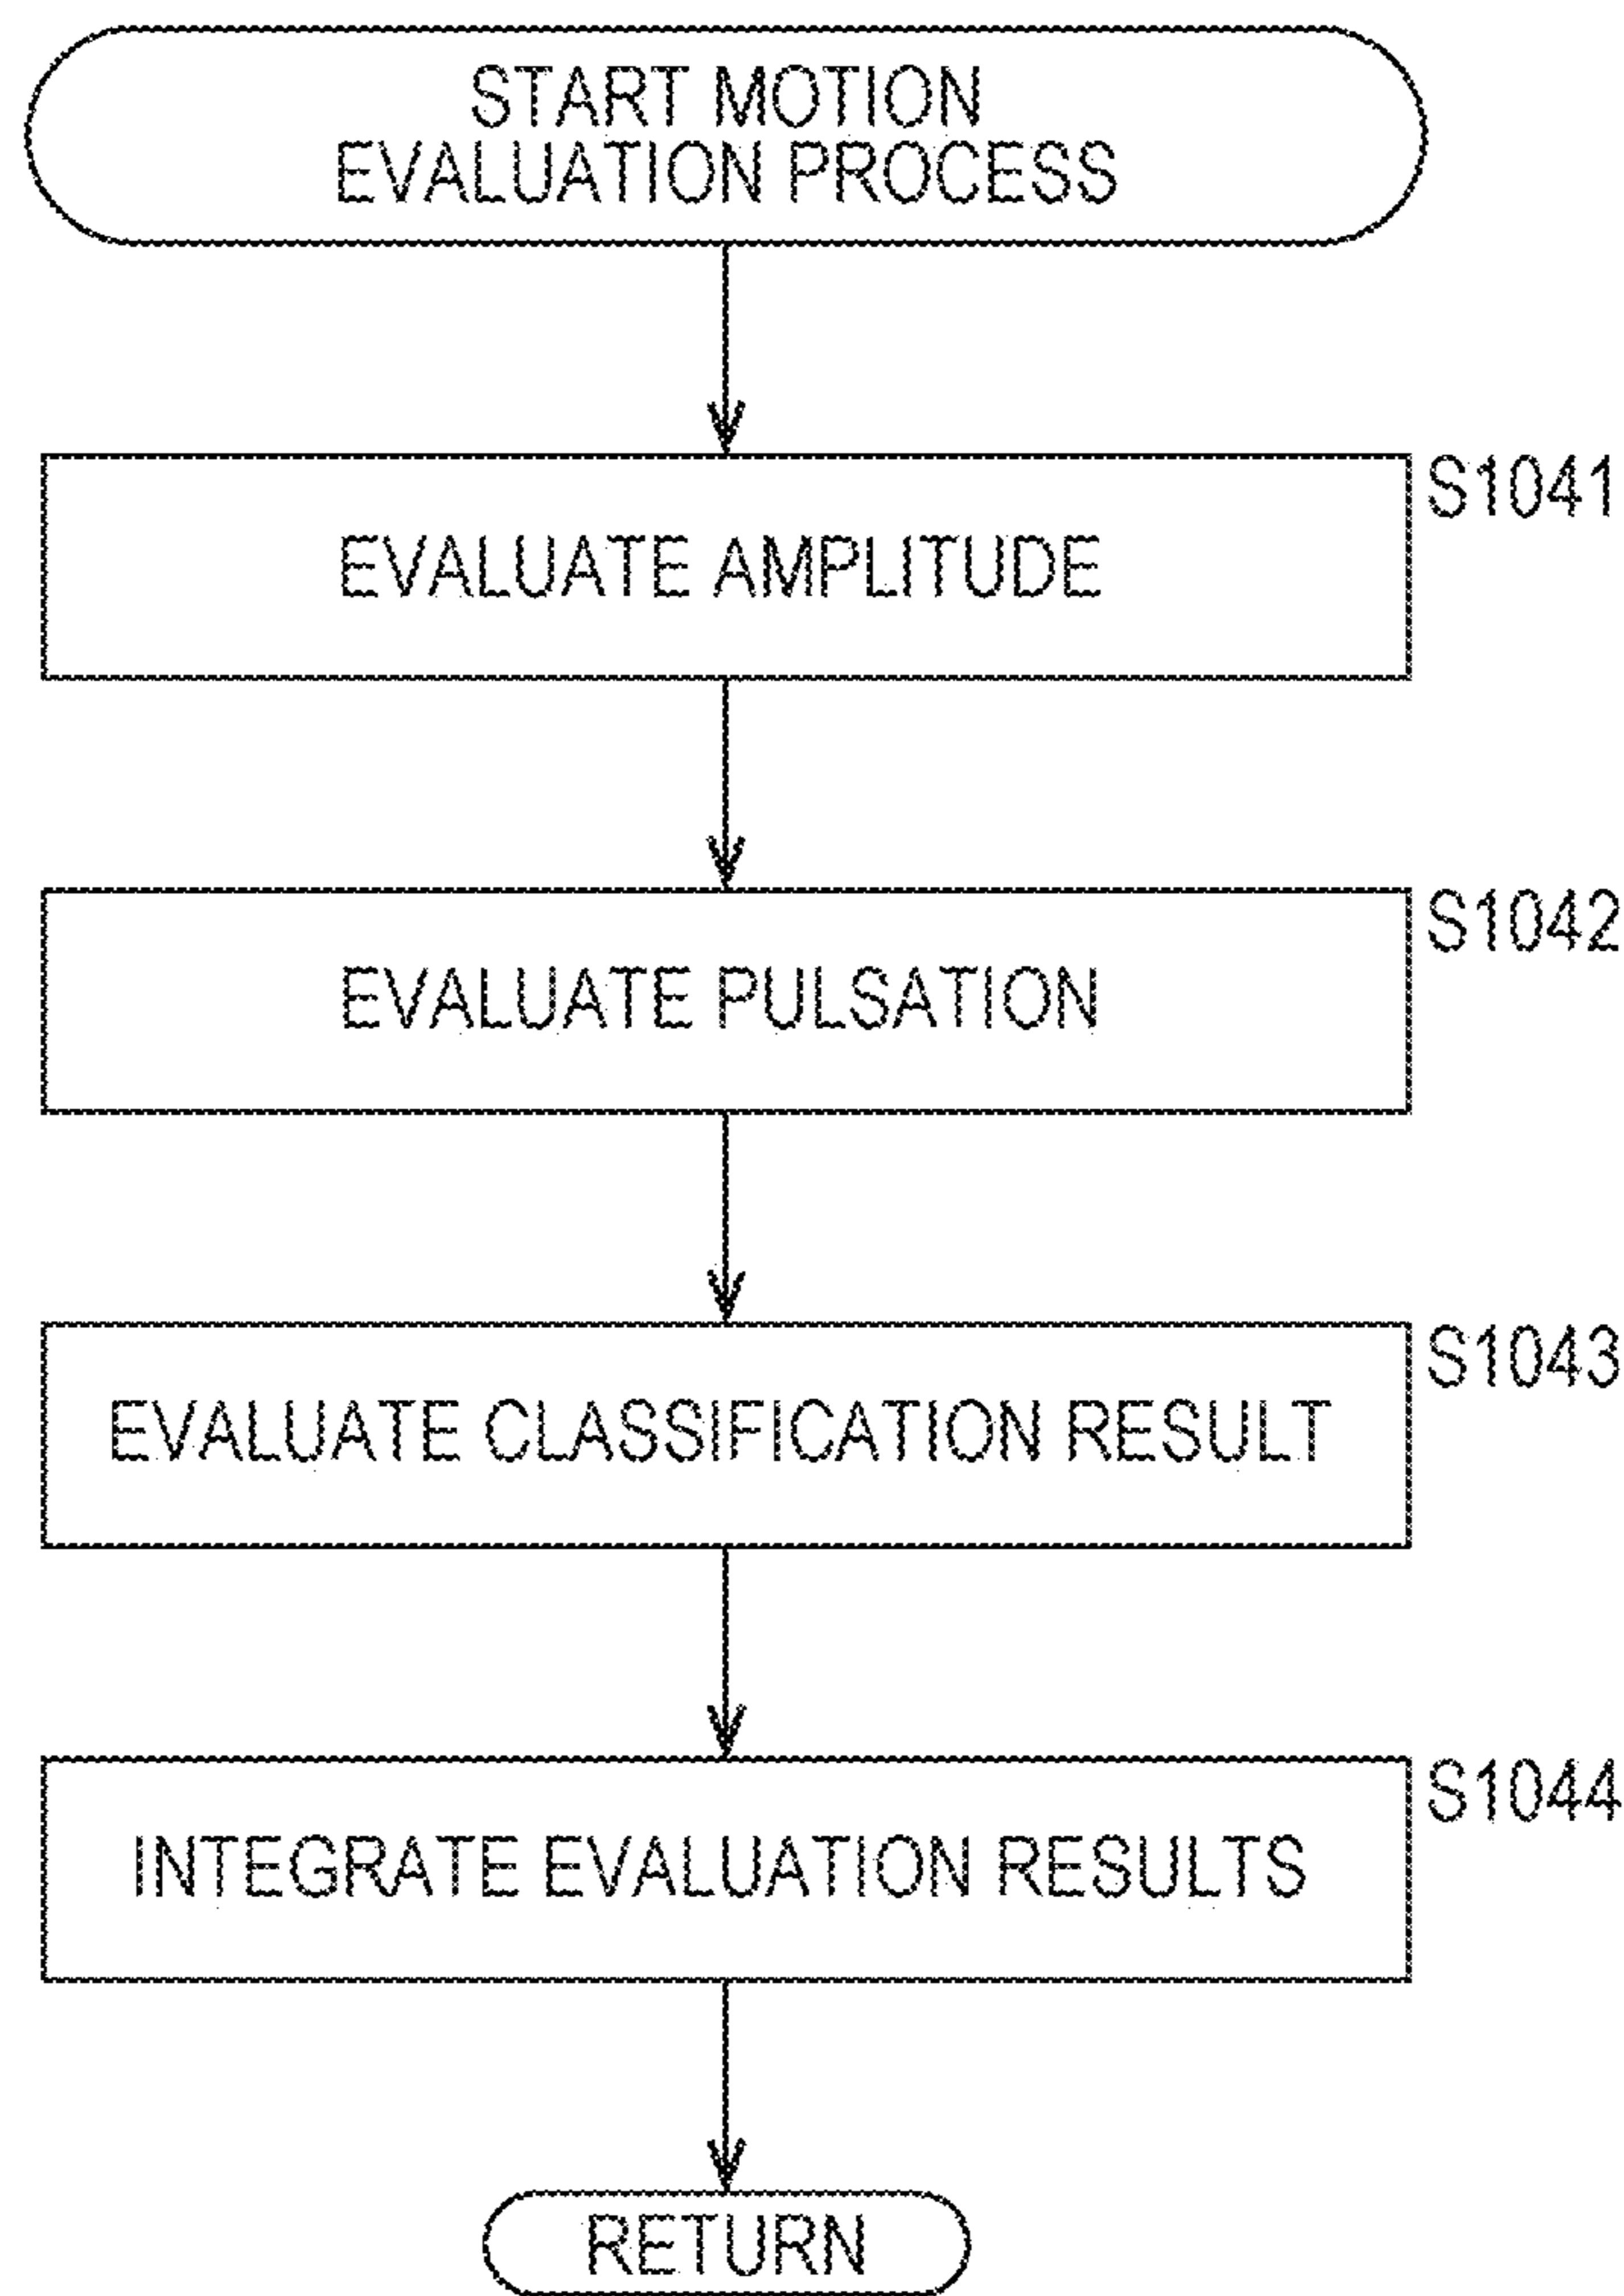 START MOTION
EVALUATION PROCESS
S1041
EVALUATE AMPLITUDE
S1042
EVALUATE PULSATION
S1043
EVALUATE CLASSIFICATION RESULT
S1044
INTEGRATE EVALUATION RESULTS
RETURN